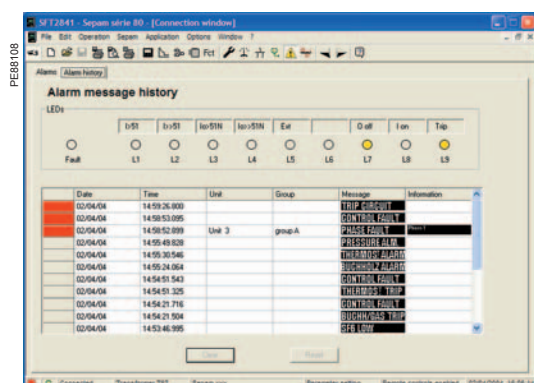 PE88108
SFT2841 - Sepam série 80 - [Connection window]
File Edit Operation Sepam Application Options Window ?
Fct
Alarms Alarm history
Alarm message history
LEDs
I>51 I>>51 Io>51N Io>>51N Ext 0 off I on Trip
Fault L1 L2 L3 L4 L5 L6 L7 L8 L9
Date Time Unit Group Message Information
02/04/04 14:59:26.800 TRIP CIRCUIT
02/04/04 14:58:53.095 CONTROL FAULT
02/04/04 14:58:52.899 Unit 3 group A PHASE FAULT Phase 1
02/04/04 14:55:49.828 PRESSURE ALM.
02/04/04 14:55:30.546 THERMOST.ALARM
02/04/04 14:55:24.064 BUCHHOLZ ALARM
02/04/04 14:54:51.543 CONTROL FAULT
02/04/04 14:54:51.325 THERMOST.TRIP
02/04/04 14:54:21.716 CONTROL FAULT
02/04/04 14:54:21.504 BUCHH/GAS TRIP
02/04/04 14:53:46.995 SF6 LOW
Clear Reset
Connected